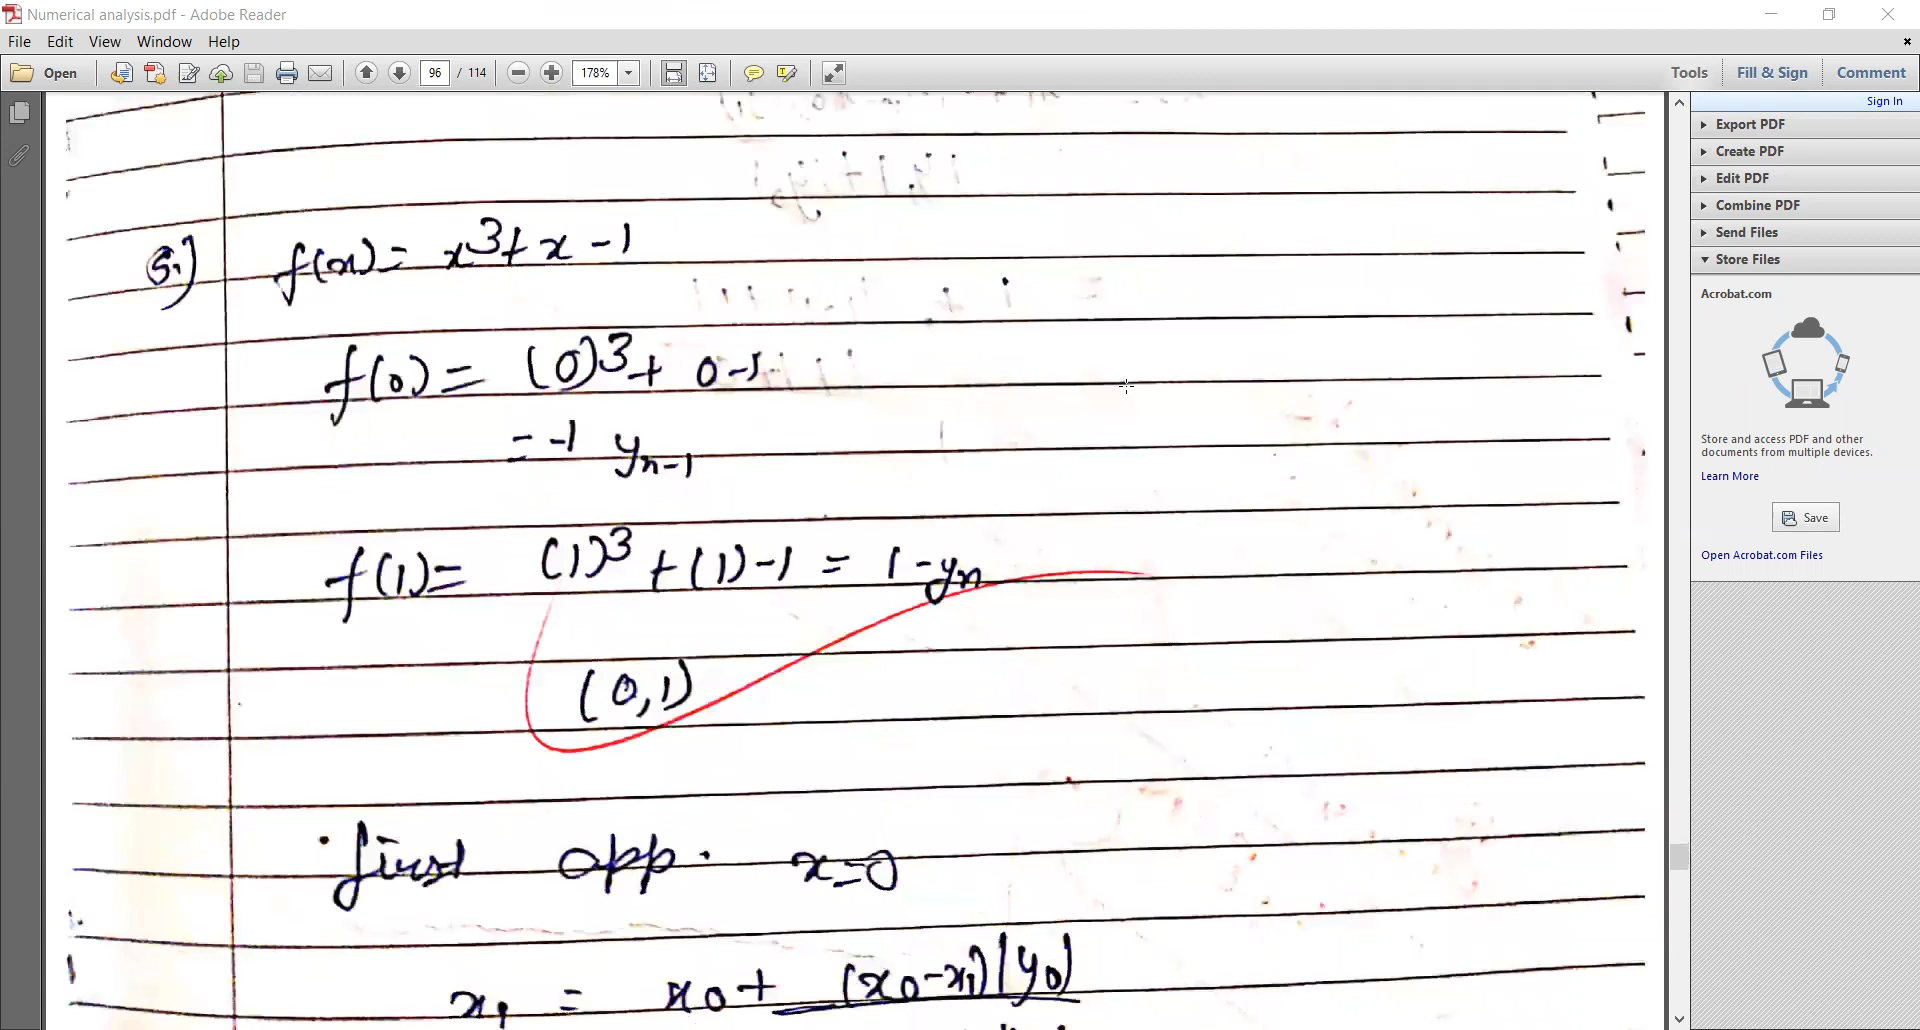 Numerical analysis.pdf - Adobe Reader
File Edit View Window Help
Open 96 / 114 178% Tools Fill & Sign Comment
Sign In
Export PDF
Create PDF
Edit PDF
Combine PDF
Send Files
Store Files
Acrobat.com
Store and access PDF and other
documents from multiple devices.
Learn More
Save
Open Acrobat.com Files
5.) f(x) = x³ + x - 1
f(0) = (0)³ + 0 - 1
= -1 yn-1
f(1) = (1)³ + (1) - 1 = 1 - yn
(0,1)
first app. x=0
x1 = x0 + (x0 - x1) |y0|